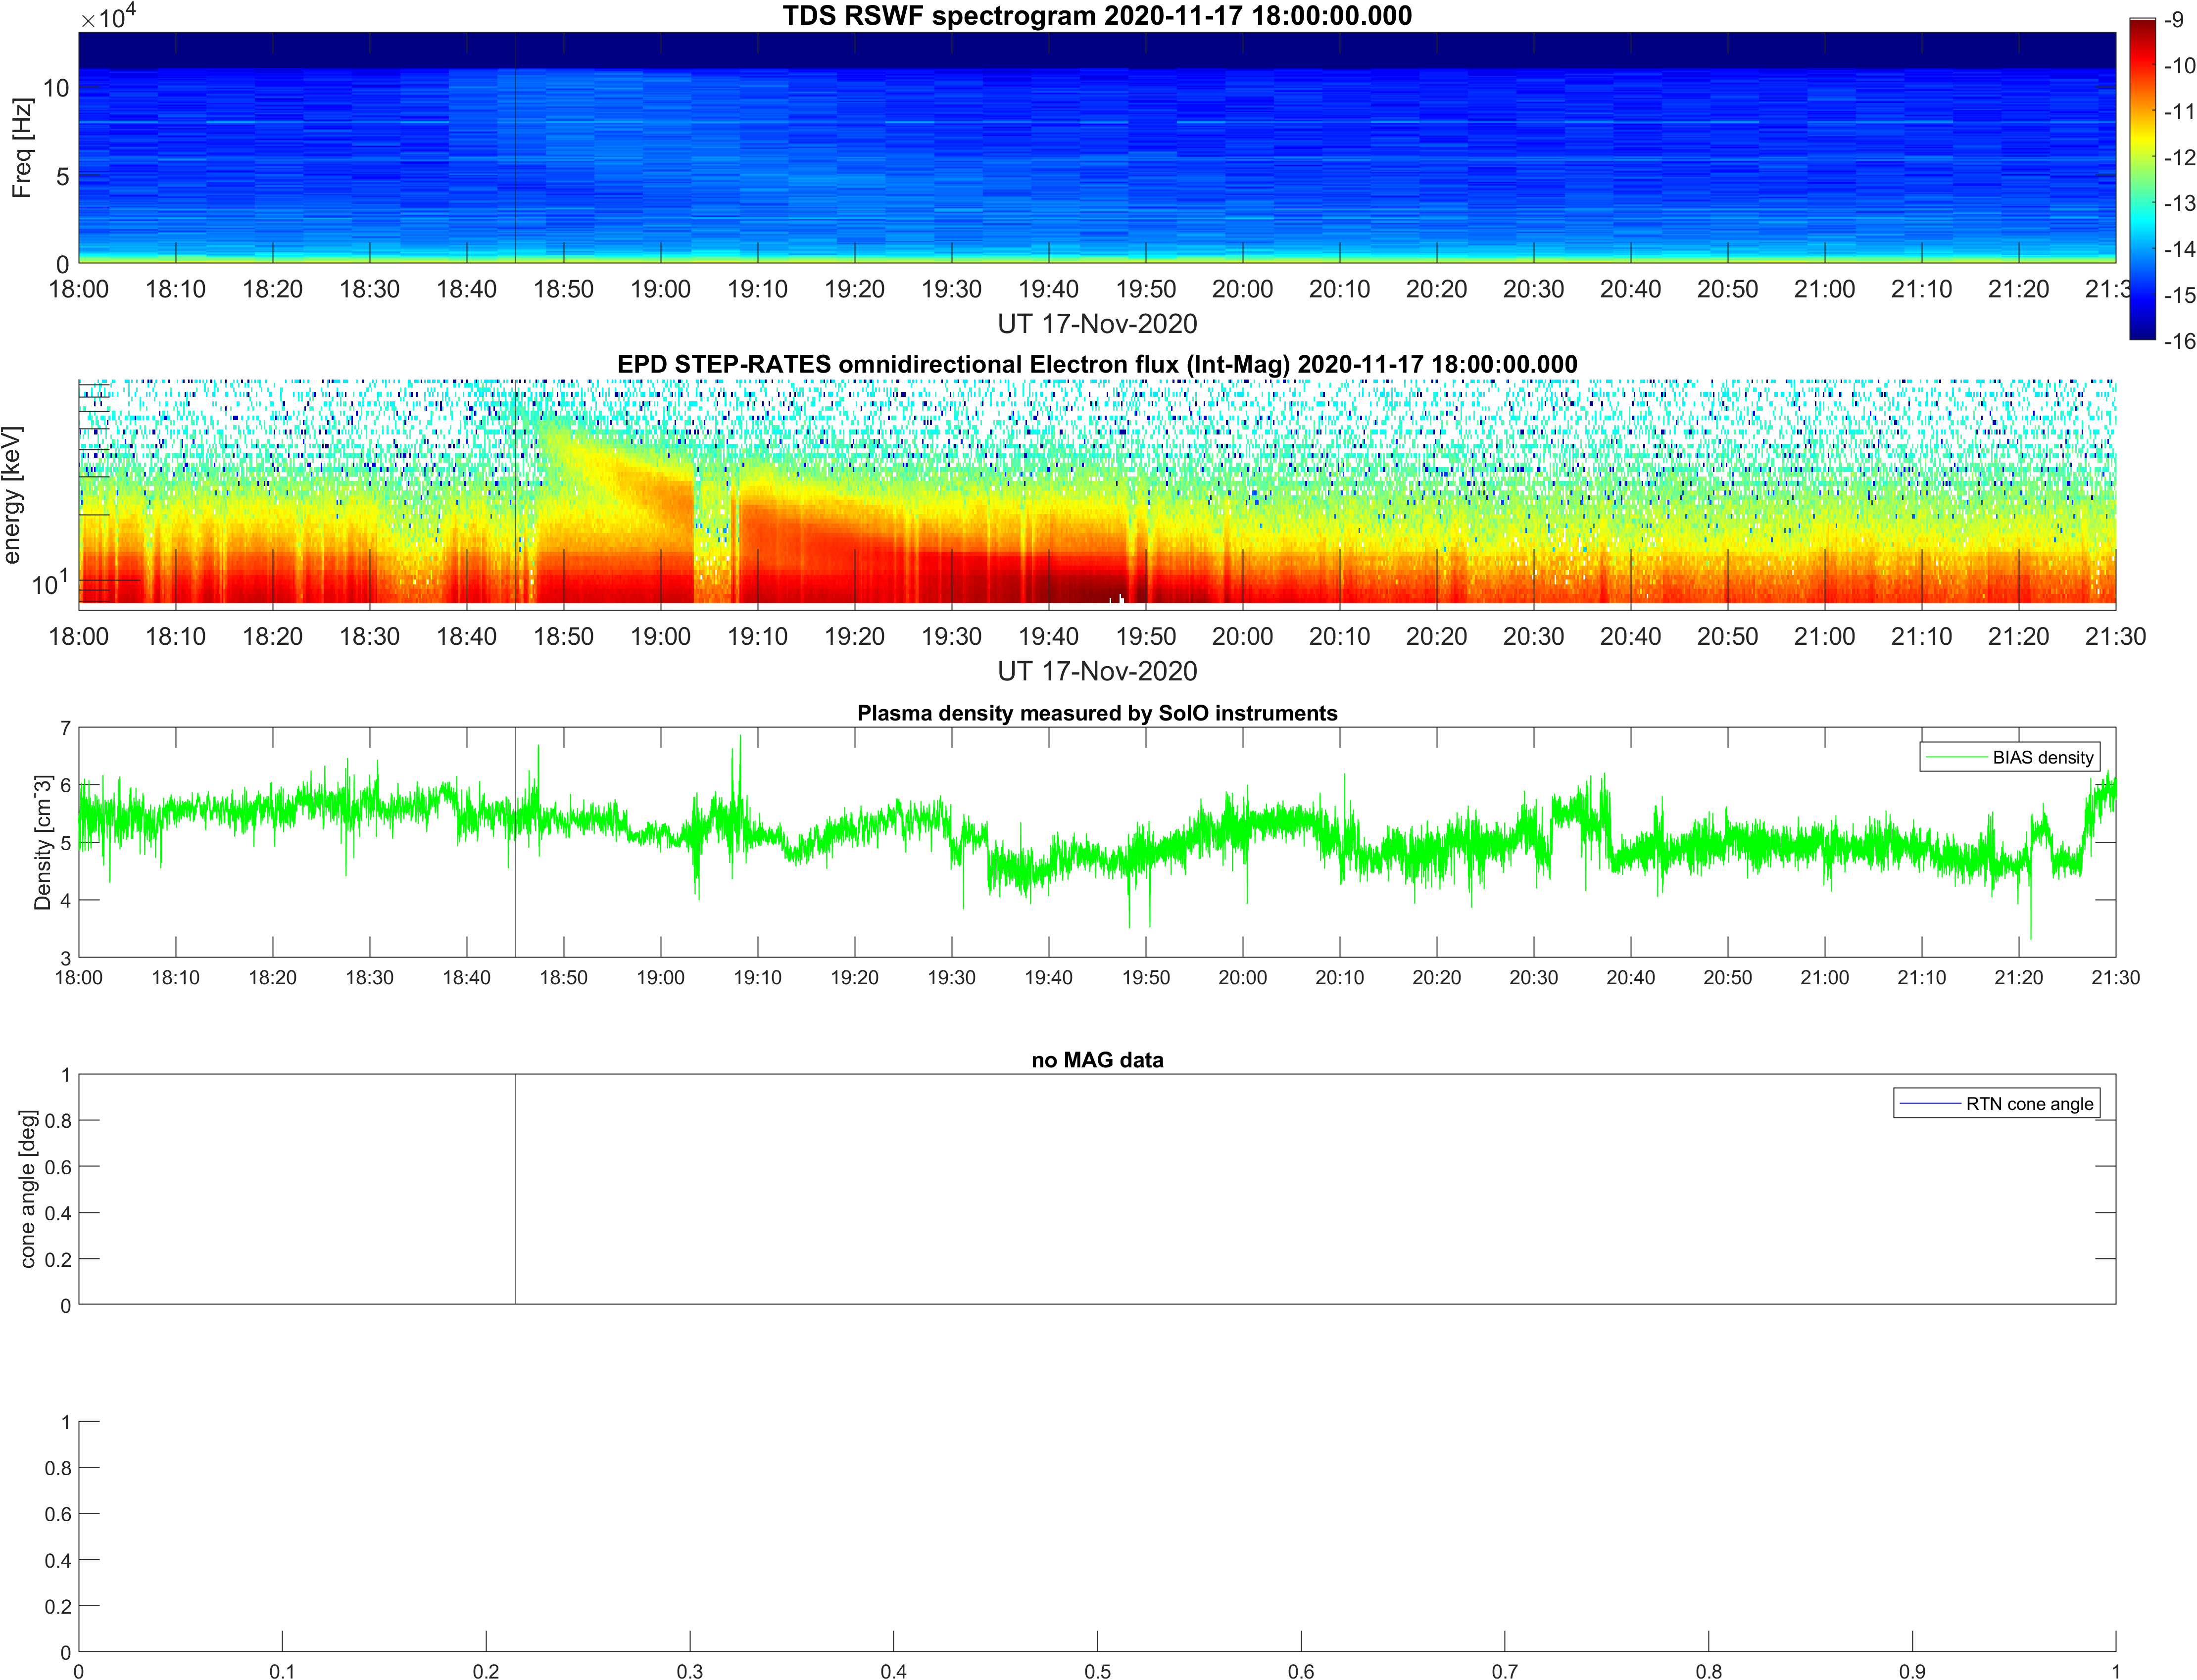 TDS RSWF spectrogram 2020-11-17 18:00:00.000
×10^4
10
5
0
Freq [Hz]
18:00 18:10 18:20 18:30 18:40 18:50 19:00 19:10 19:20 19:30 19:40 19:50 20:00 20:10 20:20 20:30 20:40 20:50 21:00 21:10 21:20 21:3
UT 17-Nov-2020
-9
-10
-11
-12
-13
-14
-15
-16
EPD STEP-RATES omnidirectional Electron flux (Int-Mag) 2020-11-17 18:00:00.000
energy [keV]
10^1
18:00 18:10 18:20 18:30 18:40 18:50 19:00 19:10 19:20 19:30 19:40 19:50 20:00 20:10 20:20 20:30 20:40 20:50 21:00 21:10 21:20 21:30
UT 17-Nov-2020
Plasma density measured by SolO instruments
7
6
5
4
3
Density [cm^-3]
BIAS density
18:00 18:10 18:20 18:30 18:40 18:50 19:00 19:10 19:20 19:30 19:40 19:50 20:00 20:10 20:20 20:30 20:40 20:50 21:00 21:10 21:20 21:30
no MAG data
1
0.8
0.6
0.4
0.2
0
cone angle [deg]
RTN cone angle
1
0.8
0.6
0.4
0.2
0
0 0.1 0.2 0.3 0.4 0.5 0.6 0.7 0.8 0.9 1